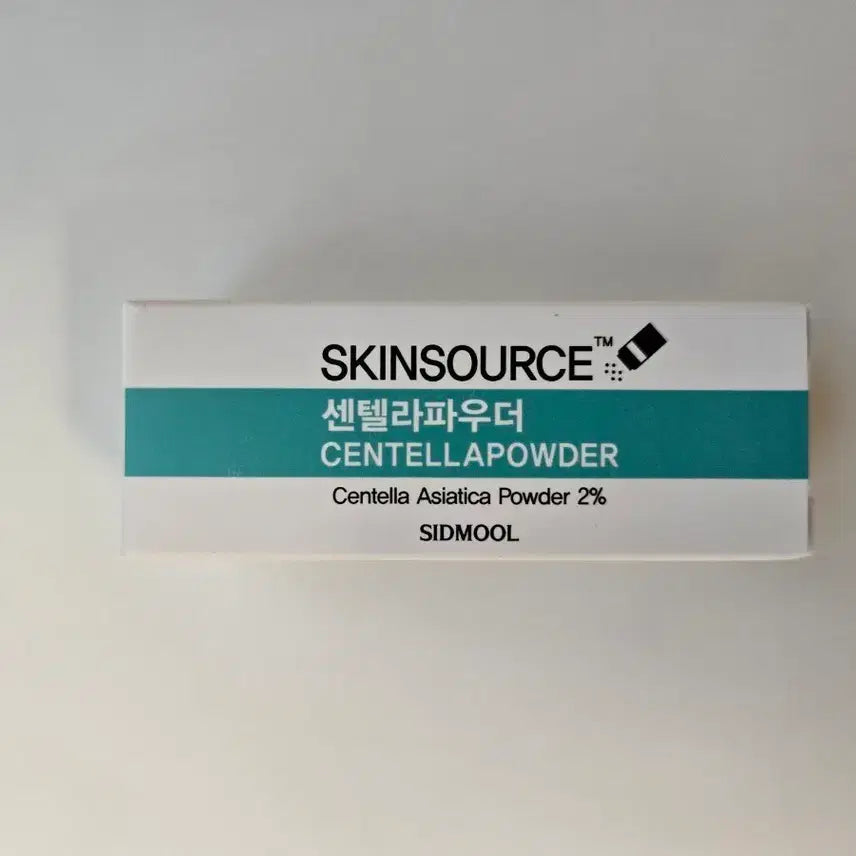 SKINSOURCE™
센텔라파우더
CENTELLAPOWDER
Centella Asiatica Powder 2%
SIDMOOL